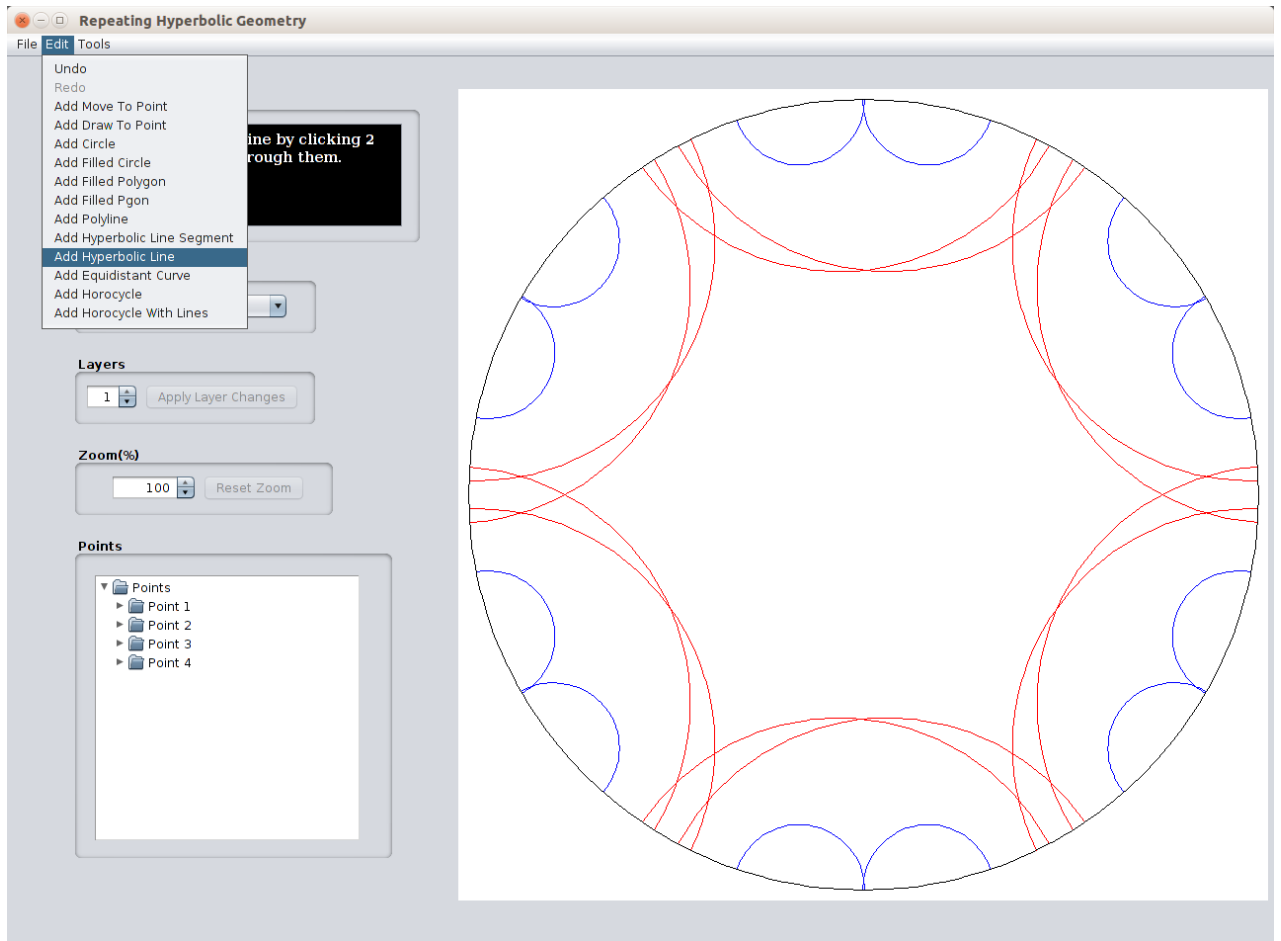 Repeating Hyperbolic Geometry
File Edit Tools
Undo
Redo
Add Move To Point
Add Draw To Point
Add Circle
Add Filled Circle
Add Filled Polygon
Add Filled Pgon
Add Polyline
Add Hyperbolic Line Segment
Add Hyperbolic Line
Add Equidistant Curve
Add Horocycle
Add Horocycle With Lines
ine by clicking 2
rough them.
Layers
1 Apply Layer Changes
Zoom(%)
100 Reset Zoom
Points
Points
Point 1
Point 2
Point 3
Point 4